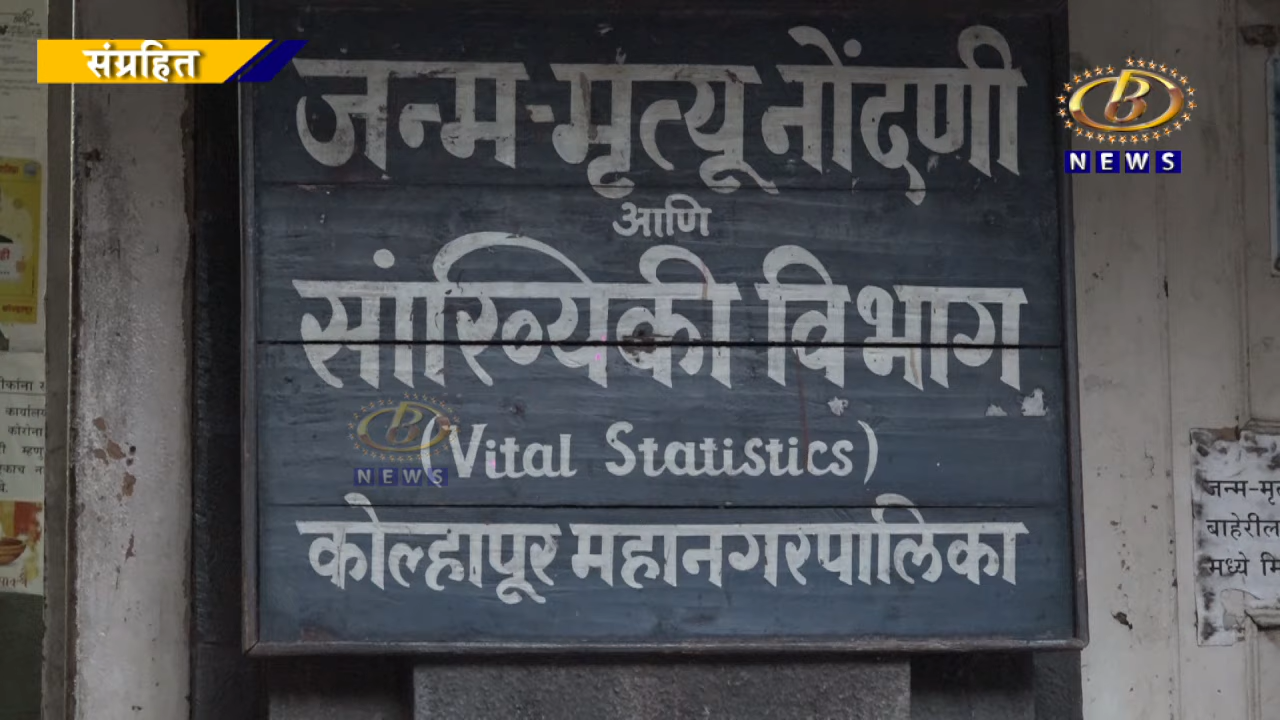 संग्रहित
B
NEWS
जन्म-मृत्यू नोंदणी
आणि
सांख्यिकी विभाग
B
NEWS
(Vital Statistics)
कोल्हापूर महानगरपालिका
कोरोना
जन्म-मृ
बाहेरील
मध्ये मि